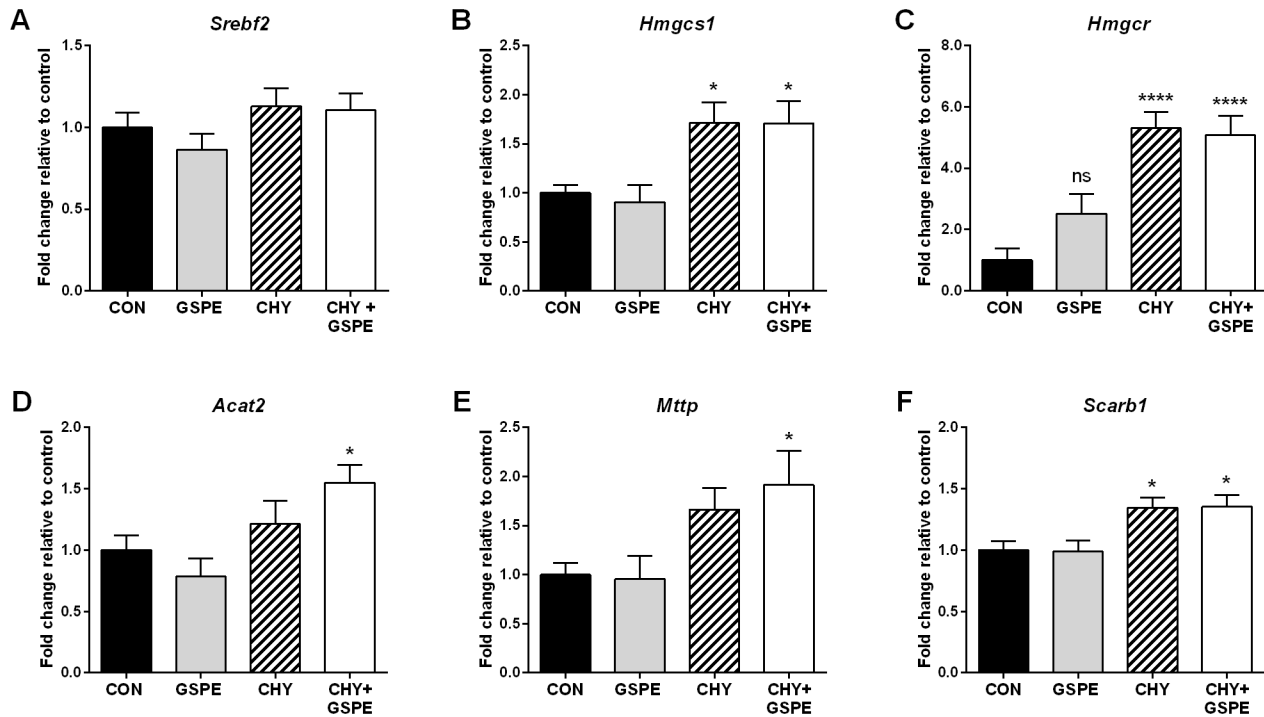 A
Srebf2
Fold change relative to control
1.5
1.0
0.5
0.0
CON
GSPE
CHY
CHY +
GSPE
B
Hmgcs1
Fold change relative to control
2.5
2.0
1.5
1.0
0.5
0.0
*
*
CON
GSPE
CHY
CHY+
GSPE
C
Hmgcr
Fold change relative to control
8.0
6.0
4.0
2.0
0.0
ns
****
****
CON
GSPE
CHY
CHY+
GSPE
D
Acat2
Fold change relative to control
2.0
1.5
1.0
0.5
0.0
*
CON
GSPE
CHY
CHY+
GSPE
E
Mttp
Fold change relative to control
2.5
2.0
1.5
1.0
0.5
0.0
*
CON
GSPE
CHY
CHY+
GSPE
F
Scarb1
Fold change relative to control
2.0
1.5
1.0
0.5
0.0
*
*
CON
GSPE
CHY
CHY+
GSPE